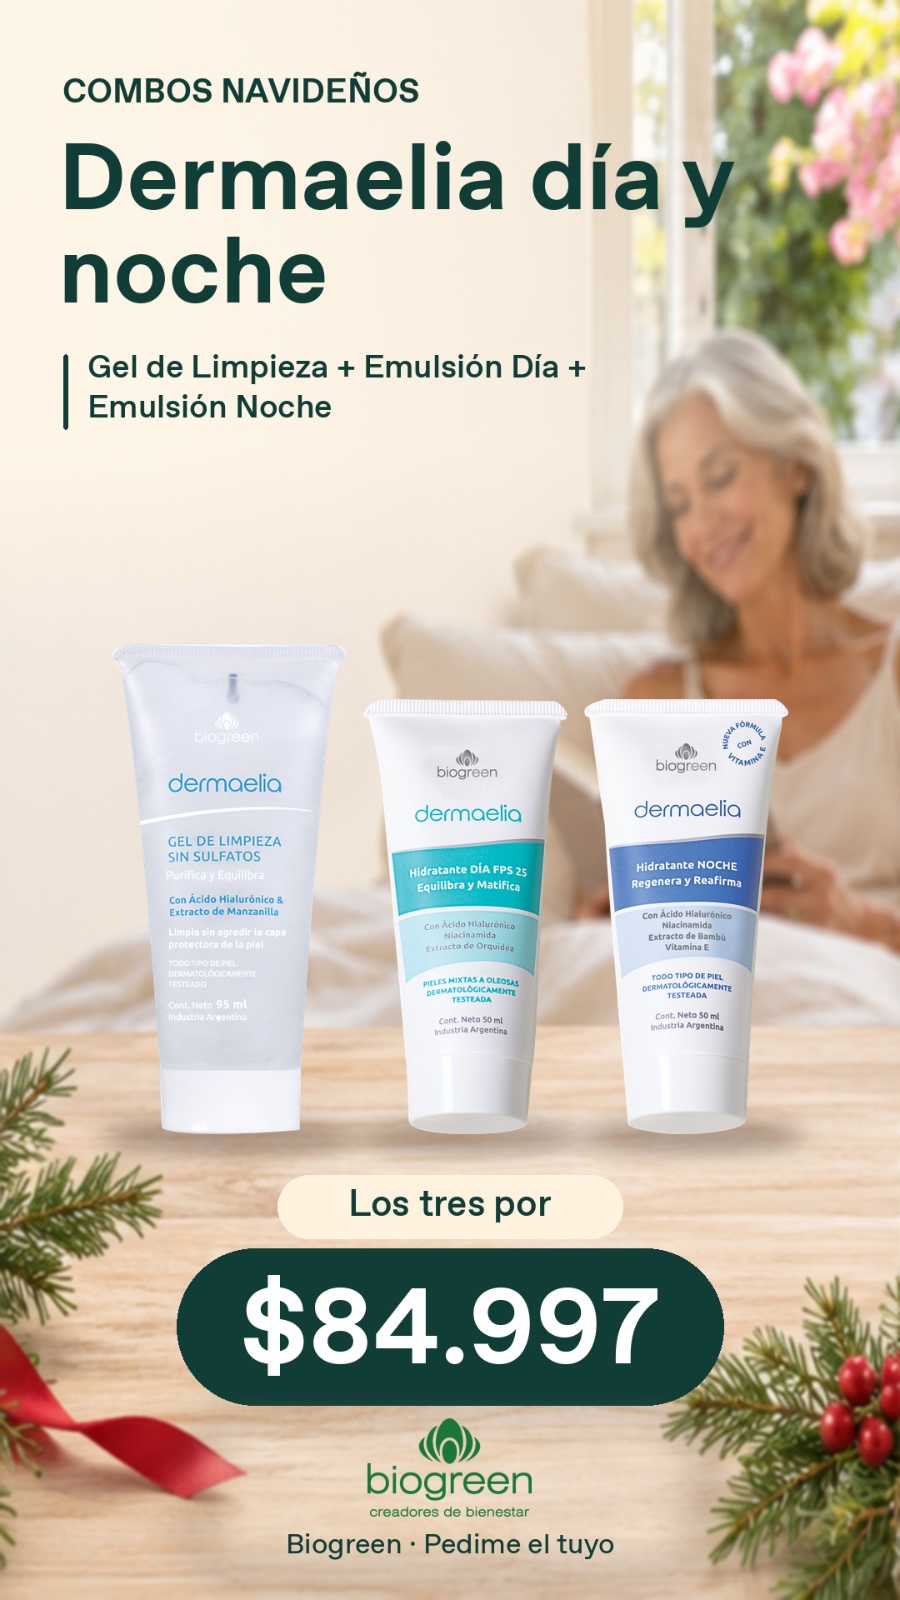 COMBOS NAVIDEÑOS
Dermaelia día y
noche
Gel de Limpieza + Emulsión Día +
Emulsión Noche
biogreen
dermaelia
GEL DE LIMPIEZA
SIN SULFATOS
Purifica y Equilibra
Con Ácido Hialurónico &
Extracto de Manzanilla
Limpia sin agredir la capa
protectora de la piel
TODO TIPO DE PIEL
DERMATOLÓGICAMENTE
TESTEADO
Cont. Neto 95 ml
Industria Argentina
biogreen
dermaelia
Hidratante DÍA FPS 25
Equilibra y Matifica
Con Ácido Hialurónico
Niacinamida
Extracto de Orquídea
PIELES MIXTAS A OLEOSAS
DERMATOLÓGICAMENTE
TESTEADA
Cont. Neto 50 ml
Industria Argentina
NUEVA FÓRMULA
CON
VITAMINA E
biogreen
dermaelia
Hidratante NOCHE
Regenera y Reafirma
Con Ácido Hialurónico
Niacinamida
Extracto de Bambú
Vitamina E
TODO TIPO DE PIEL
DERMATOLÓGICAMENTE
TESTEADA
Cont. Neto 50 ml
Industria Argentina
Los tres por
$84.997
biogreen
creadores de bienestar
Biogreen · Pedime el tuyo